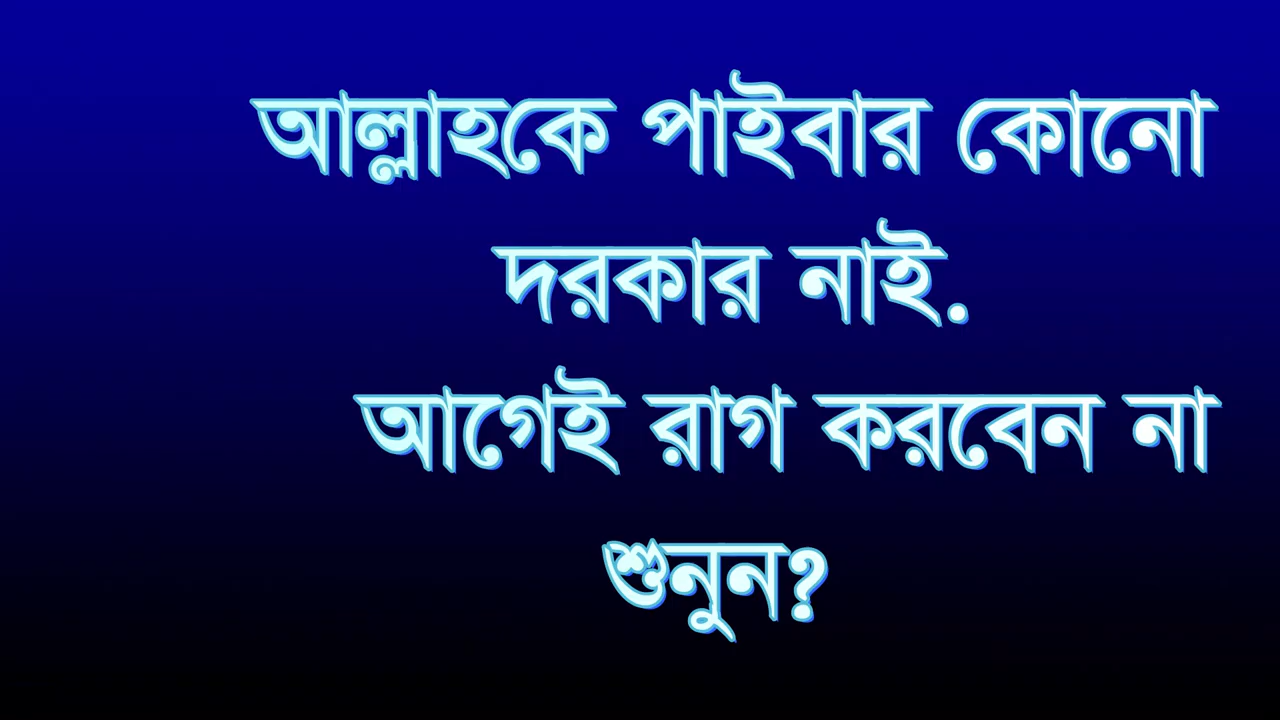 আল্লাহকে পাইবার কোনো
দরকার নাই.
আগেই রাগ করবেন না
শুনুন?